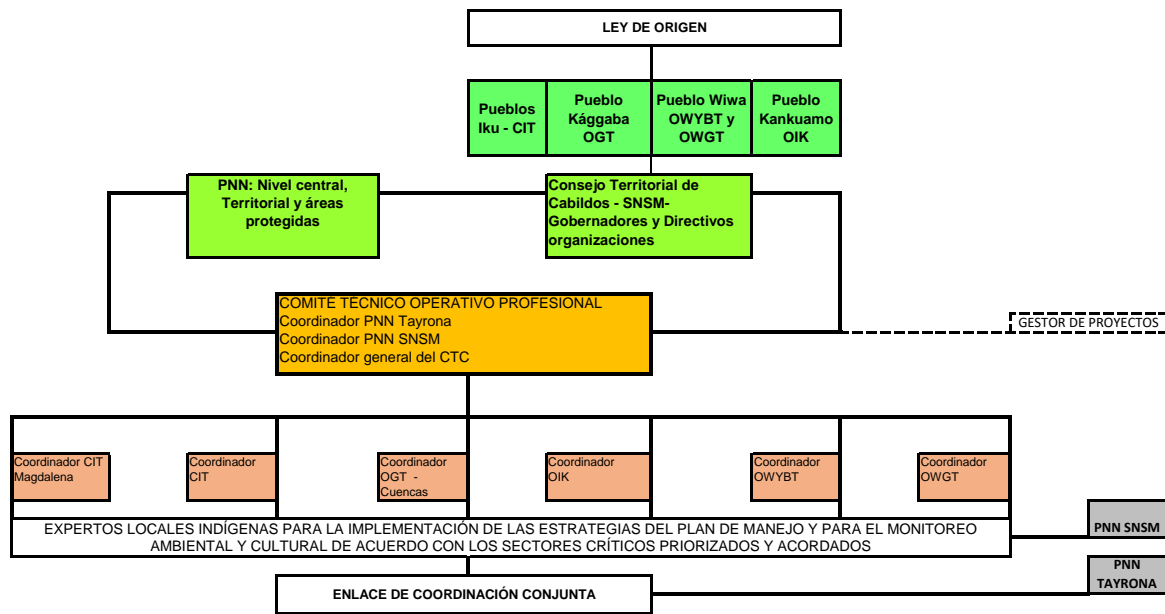 LEY DE ORIGEN
Pueblos
Iku - CIT
Pueblo
Kággaba
OGT
Pueblo Wiwa
OWYBT y
OWGT
Pueblo
Kankuamo
OIK
PNN: Nivel central,
Territorial y áreas
protegidas
Consejo Territorial de
Cabildos - SNSM-
Gobernadores y Directivos
organizaciones
COMITÉ TÉCNICO OPERATIVO PROFESIONAL
Coordinador PNN Tayrona
Coordinador PNN SNSM
Coordinador general del CTC
GESTOR DE PROYECTOS
Coordinador CIT
Magdalena
Coordinador
CIT
Coordinador
OGT -
Cuencas
Coordinador
OIK
Coordinador
OWYBT
Coordinador
OWGT
EXPERTOS LOCALES INDÍGENAS PARA LA IMPLEMENTACIÓN DE LAS ESTRATEGIAS DEL PLAN DE MANEJO Y PARA EL MONITOREO
AMBIENTAL Y CULTURAL DE ACUERDO CON LOS SECTORES CRÍTICOS PRIORIZADOS Y ACORDADOS
PNN SNSM
PNN
TAYRONA
ENLACE DE COORDINACIÓN CONJUNTA